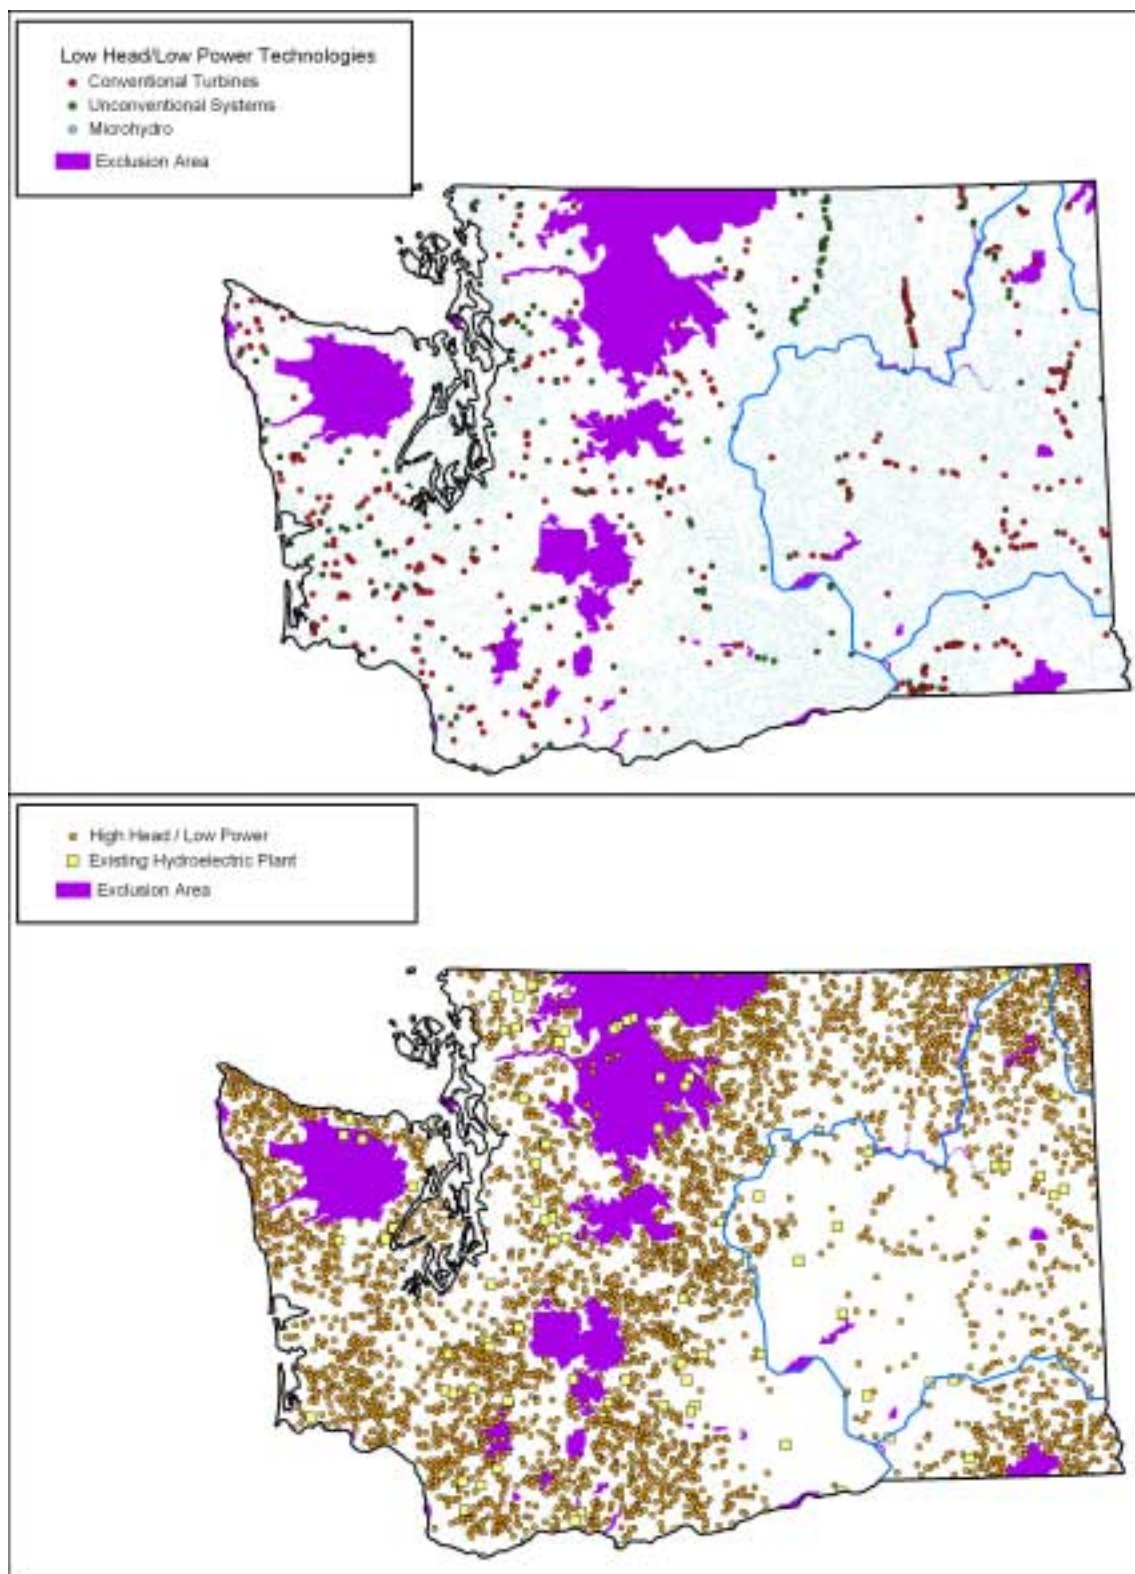 Low Head/Low Power Technologies
Conventional Turbines
Unconventional Systems
Microhydro
Exclusion Area
High Head / Low Power
Existing Hydroelectric Plant
Exclusion Area